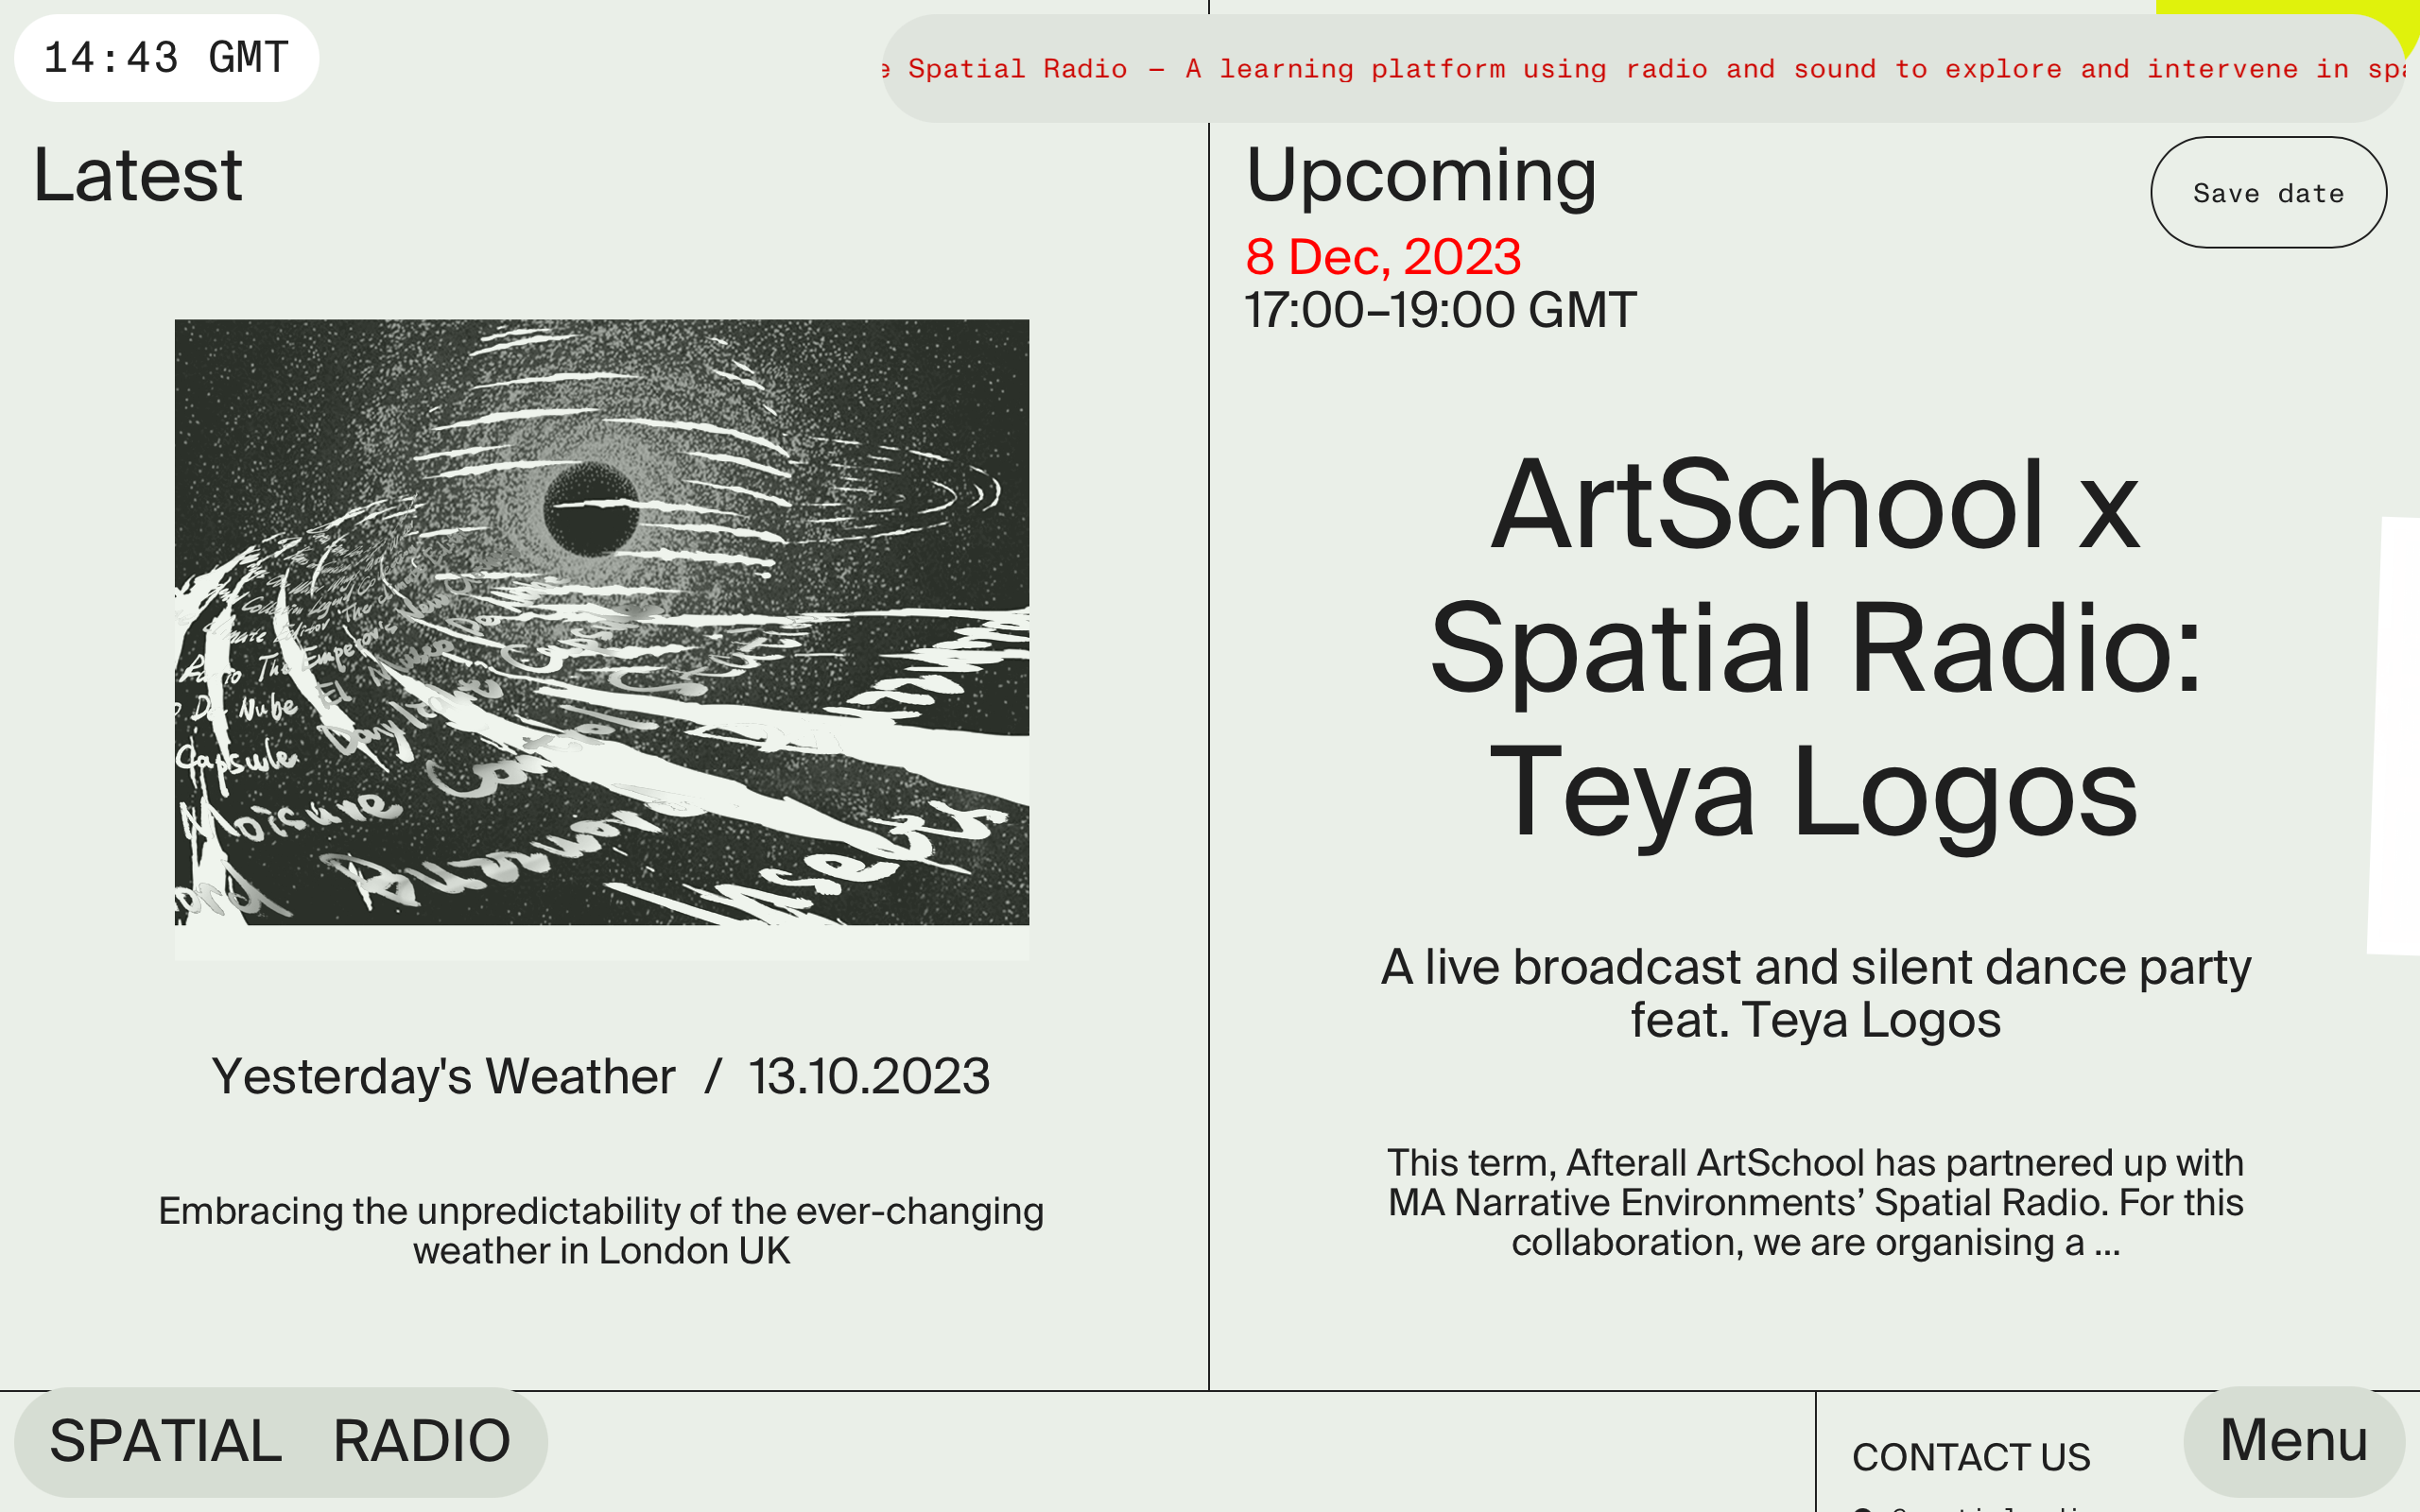 14:43 GMT
Spatial Radio — A learning platform using radio and sound to explore and intervene in
Latest
Capsule
Yesterday's Weather / 13.10.2023
Embracing the unpredictability of the ever-changing
weather in London UK
Upcoming
Save date
8 Dec, 2023
17:00–19:00 GMT
ArtSchool x
Spatial Radio:
Teya Logos
A live broadcast and silent dance party
feat. Teya Logos
This term, Afterall ArtSchool has partnered up with
MA Narrative Environments’ Spatial Radio. For this
collaboration, we are organising a ...
SPATIAL RADIO
CONTACT US
Menu